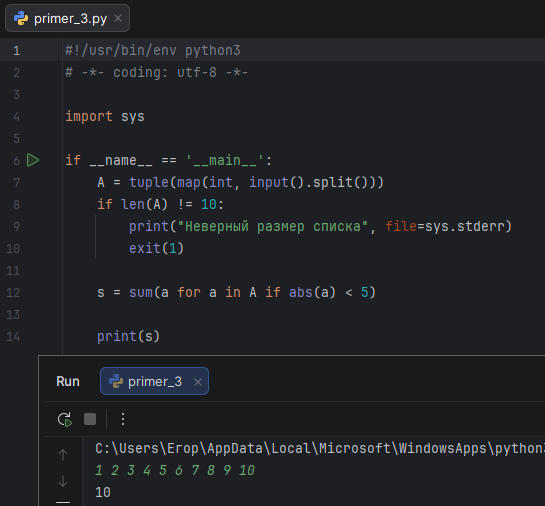 primer_3.py
1 #!/usr/bin/env python3
2 # -*- coding: utf-8 -*-
3
4 import sys
5
6 if __name__ == '__main__':
7 A = tuple(map(int, input().split()))
8 if len(A) != 10:
9 print("Неверный размер списка", file=sys.stderr)
10 exit(1)
11
12 s = sum(a for a in A if abs(a) < 5)
13
14 print(s)
Run primer_3
C:\Users\Егор\AppData\Local\Microsoft\WindowsApps\python3
1 2 3 4 5 6 7 8 9 10
10